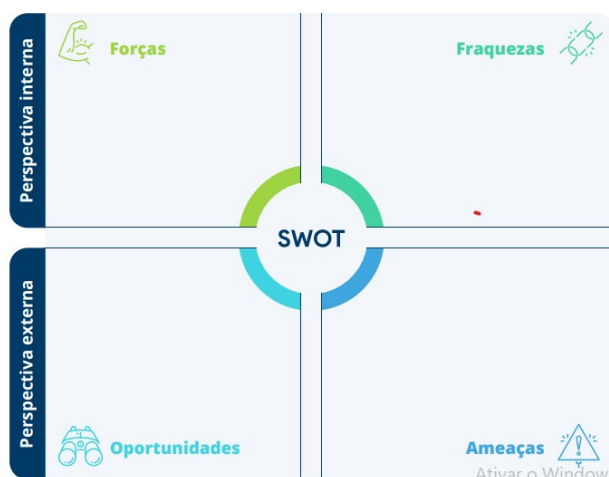 Perspectiva interna
Forças
Fraquezas
SWOT
Perspectiva externa
Oportunidades
Ameaças
Ativar o Window